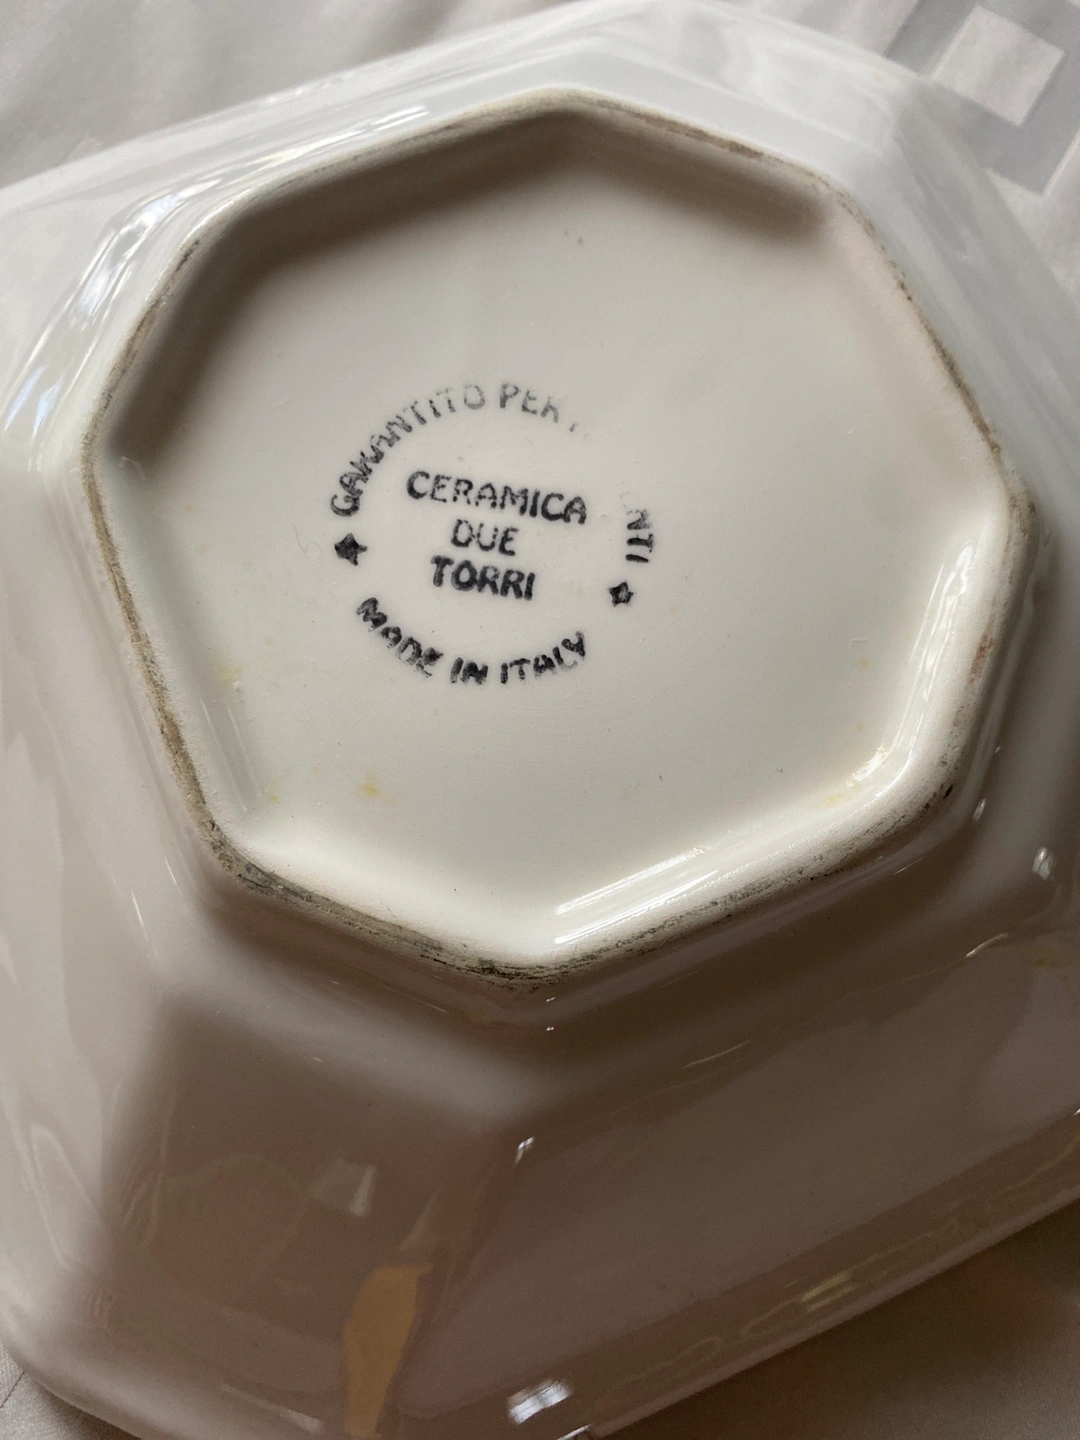 GARANTITO PER
CERAMICA
DUE
TORRI
MADE IN ITALY